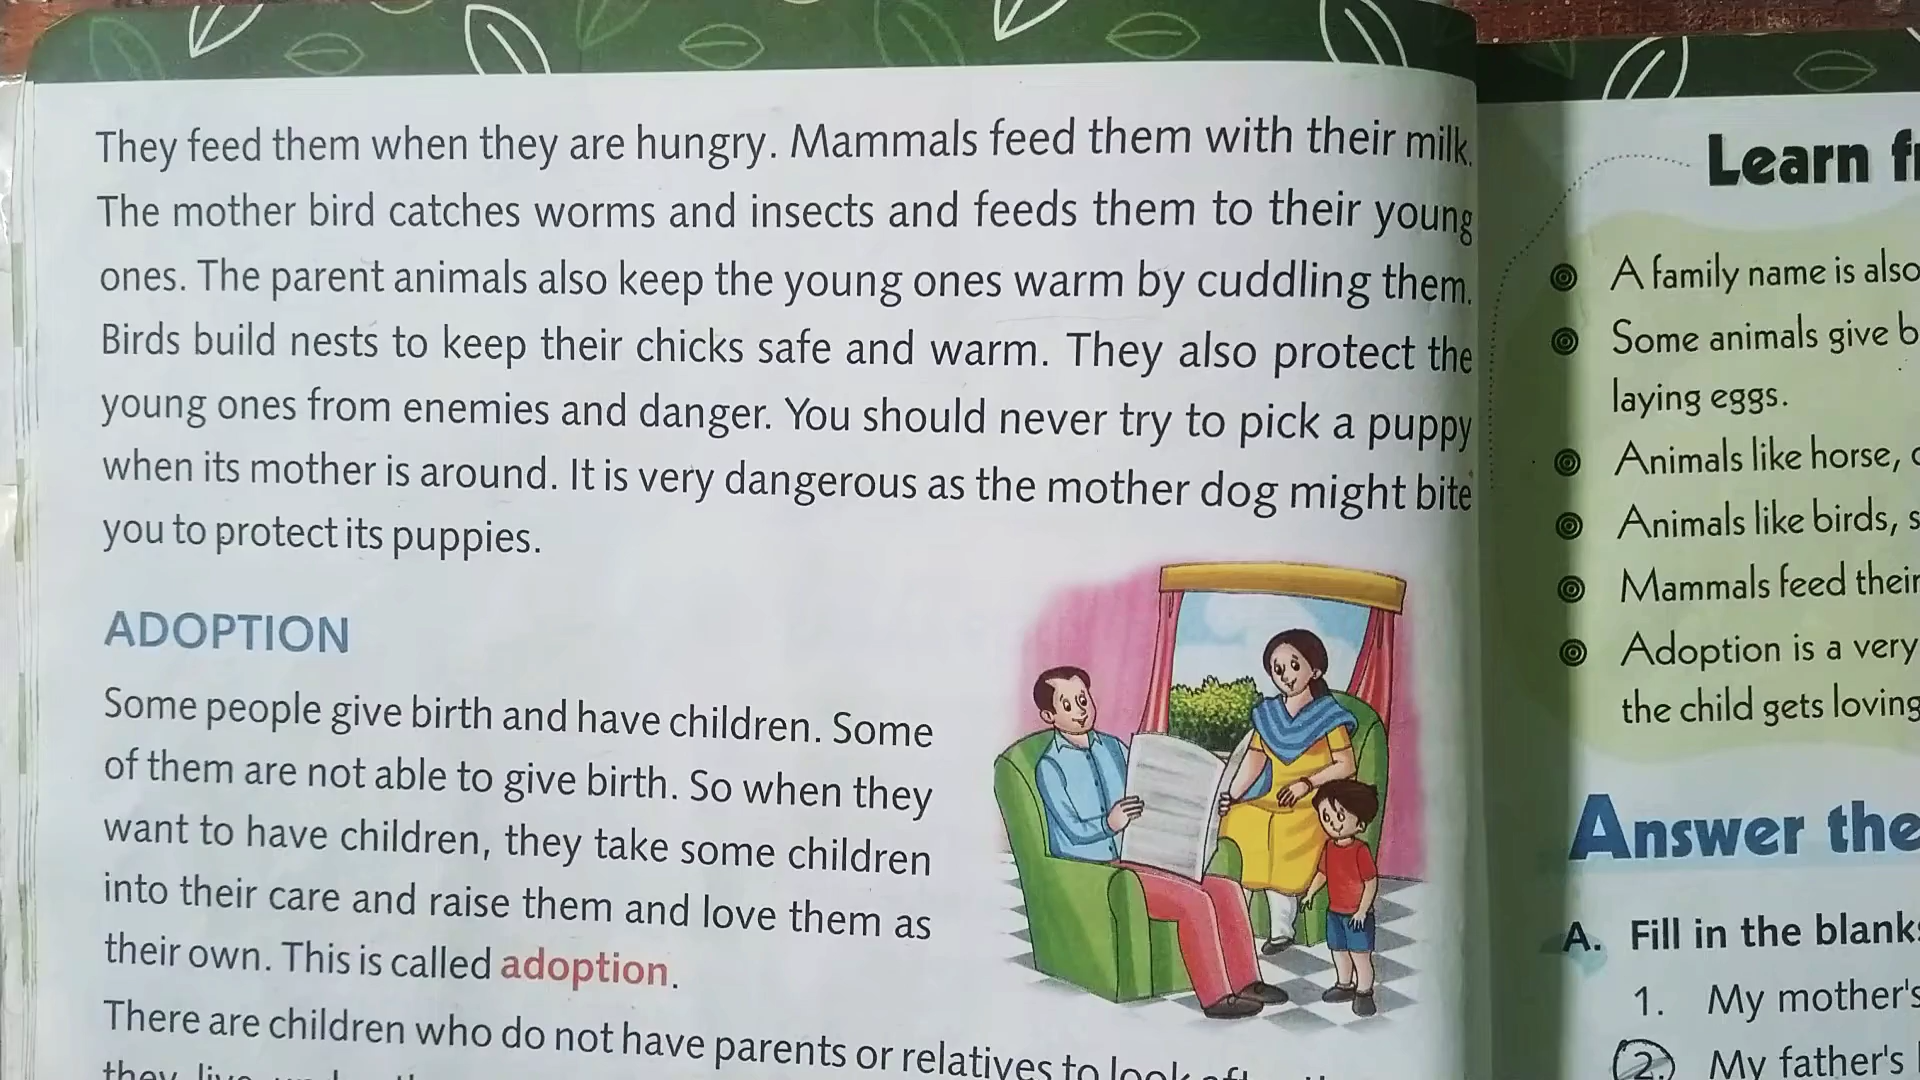 They feed them when they are hungry. Mammals feed them with their milk.
The mother bird catches worms and insects and feeds them to their young
ones. The parent animals also keep the young ones warm by cuddling them.
Birds build nests to keep their chicks safe and warm. They also protect the
young ones from enemies and danger. You should never try to pick a puppy
when its mother is around. It is very dangerous as the mother dog might bite
you to protect its puppies.
ADOPTION
Some people give birth and have children. Some
of them are not able to give birth. So when they
want to have children, they take some children
into their care and raise them and love them as
their own. This is called adoption.
There are children who do not have parents or relatives to look
they live
Learn
A family name is also
Some animals give b
laying eggs.
Animals like horse,
Animals like birds, s
Mammals feed their
Adoption is a very
the child gets loving
Answer the
A. Fill in the blanks
1. My mother's
2. My father's